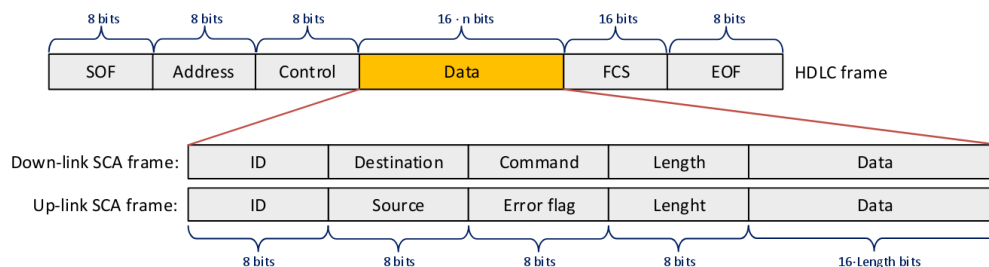 8 bits 8 bits 8 bits 16 · n bits 16 bits 8 bits
SOF Address Control Data FCS EOF HDLC frame
Down-link SCA frame: ID Destination Command Length Data
Up-link SCA frame: ID Source Error flag Lenght Data
8 bits 8 bits 8 bits 8 bits 16·Length bits